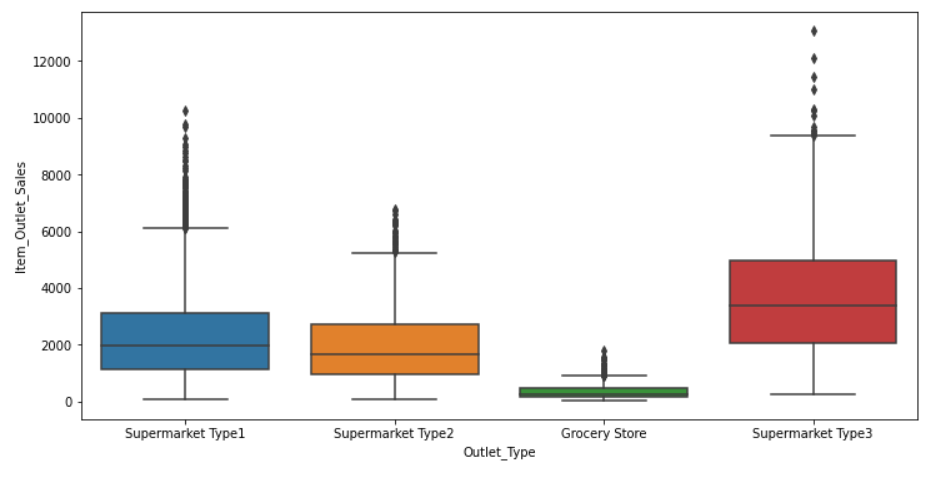 12000
10000
8000
6000
4000
2000
0
Item_Outlet_Sales
Supermarket Type1 Supermarket Type2 Grocery Store Supermarket Type3
Outlet_Type